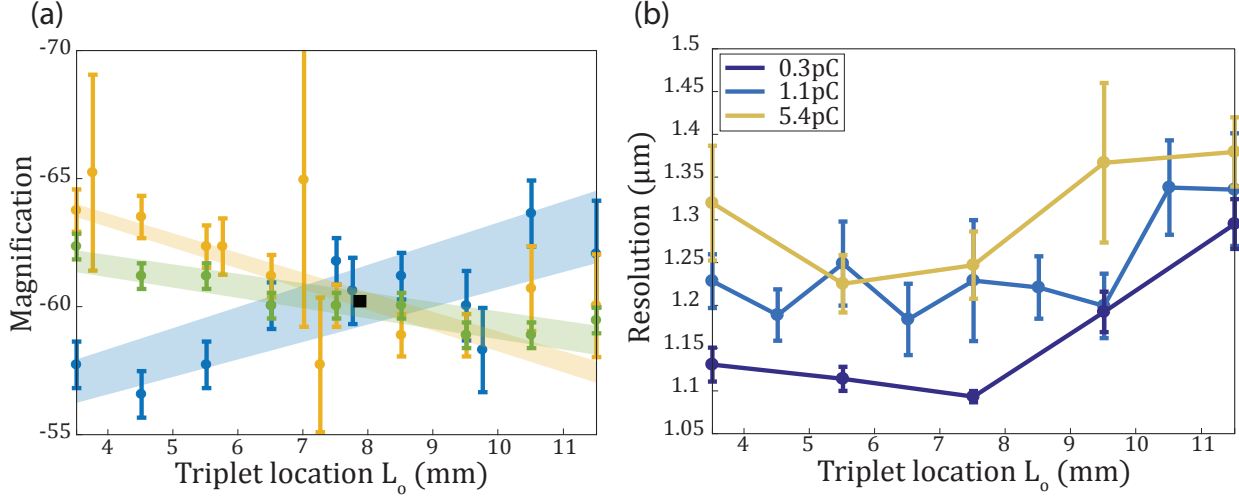 (a)
-70
-65
-60
-55
Magnification
4 5 6 7 8 9 10 11
Triplet location Lo (mm)
(b)
1.5
1.45
1.4
1.35
1.3
1.25
1.2
1.15
1.1
1.05
Resolution (μm)
0.3pC
1.1pC
5.4pC
4 5 6 7 8 9 10 11
Triplet location Lo (mm)